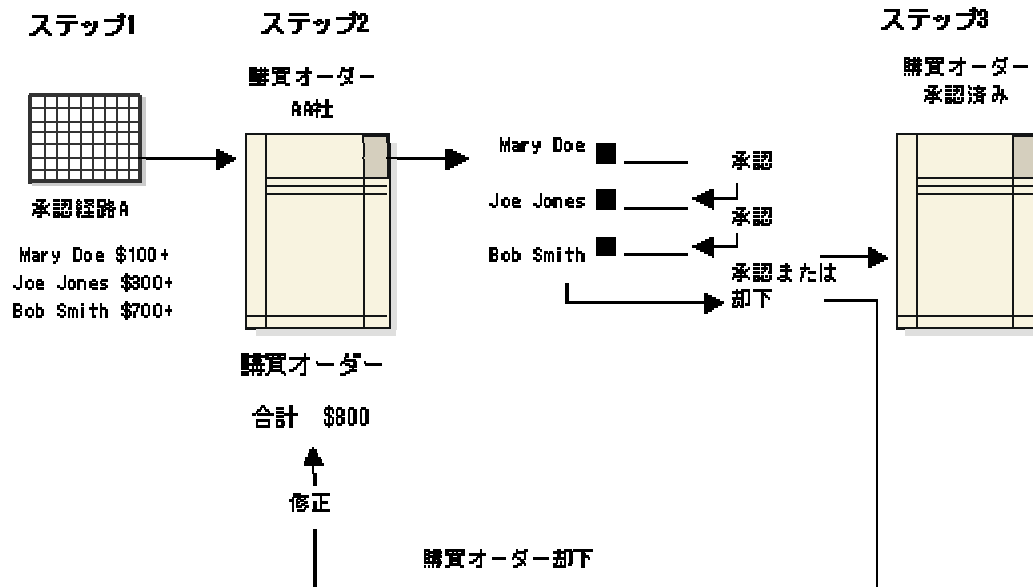 ステップ1
ステップ2
ステップ3
購買オーダー
AA社
購買オーダー
承認済み
承認経路A
Mary Doe $100+
Joe Jones $300+
Bob Smith $700+
Mary Doe
承認
Joe Jones
承認
Bob Smith
承認または
却下
購買オーダー
合計 $800
修正
購買オーダー却下